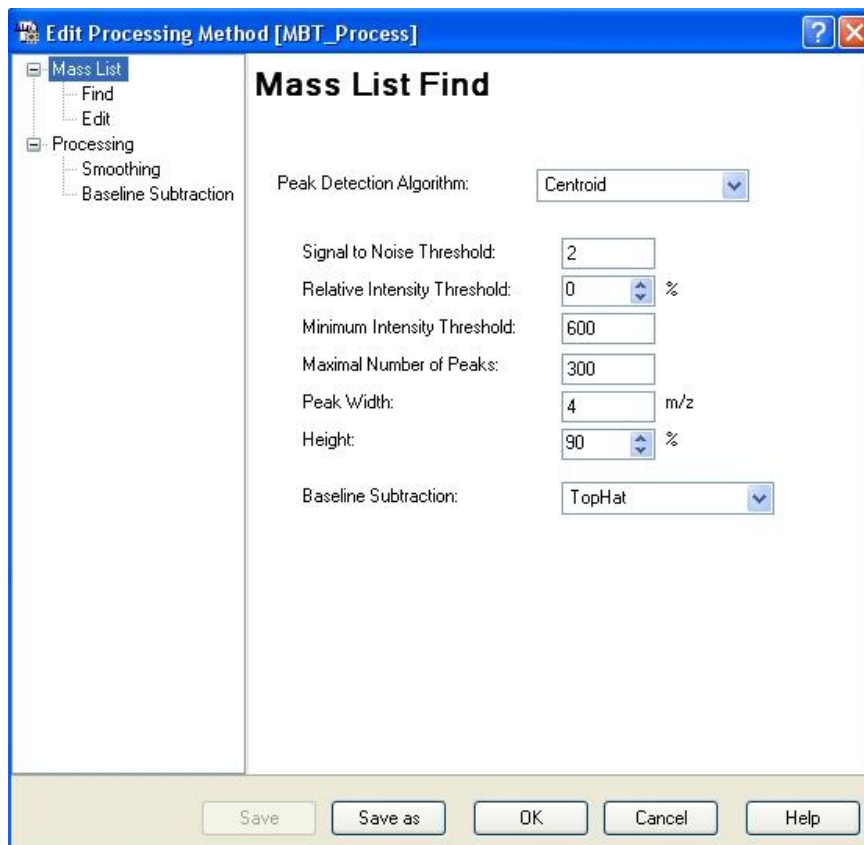 Edit Processing Method [MBT_Process]
Mass List
Find
Edit
Processing
Smoothing
Baseline Subtraction
Mass List Find
Peak Detection Algorithm: Centroid
Signal to Noise Threshold: 2
Relative Intensity Threshold: 0 %
Minimum Intensity Threshold: 600
Maximal Number of Peaks: 300
Peak Width: 4 m/z
Height: 90 %
Baseline Subtraction: TopHat
Save Save as OK Cancel Help